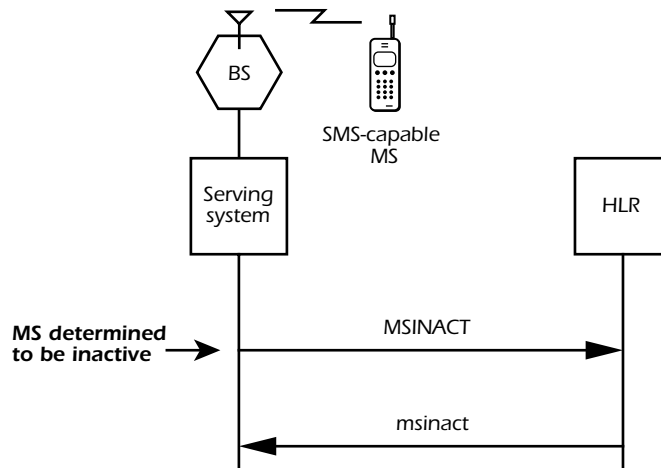 BS
SMS-capable
MS
Serving
system
HLR
MS determined
to be inactive
MSINACT
msinact